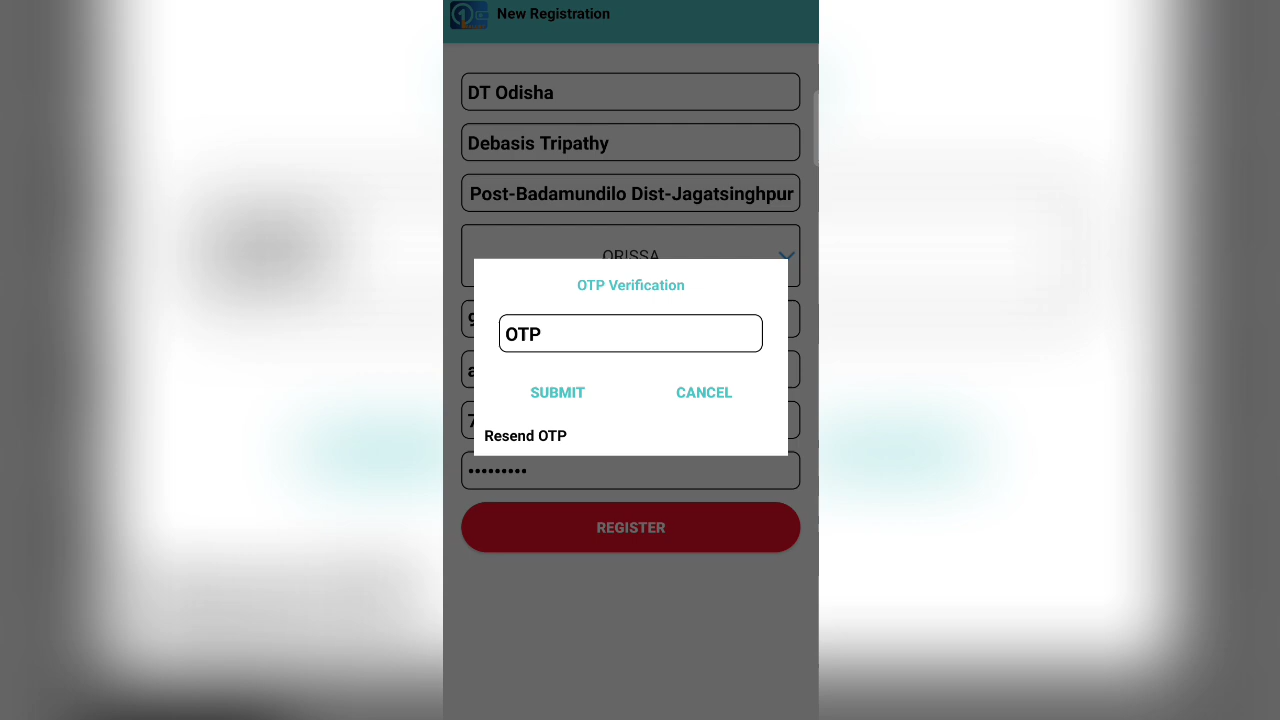 New Registration
DT Odisha
Debasis Tripathy
Post-Badamundilo Dist-Jagatsinghpur
ORISSA
OTP Verification
OTP
SUBMIT CANCEL
7
Resend OTP
•••••••••
REGISTER